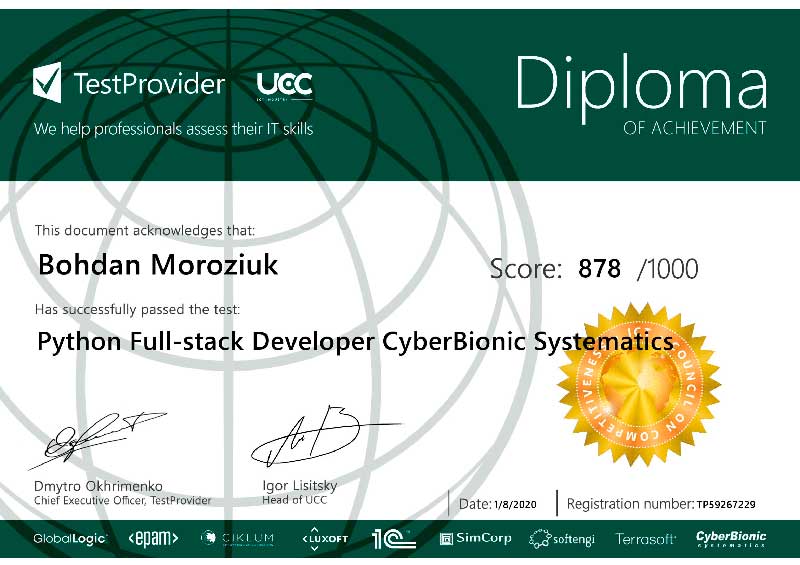 TestProvider
UCC
We help professionals assess their IT skills
Diploma
OF ACHIEVEMENT
This document acknowledges that:
Bohdan Moroziuk
Score: 878 /1000
Has successfully passed the test:
Python Full-stack Developer CyberBionic Systematics
COUNCIL ON COMPETITIVENESS
Dmytro Okhrimenko
Chief Executive Officer, TestProvider
Igor Lisitsky
Head of UCC
Date: 1/8/2020
Registration number: TP59267229
GlobalLogic
<epam>
CIKLUM
<LUXOFT
1C
SimCorp
softengi
Terrasoft
CyberBionic
systematics